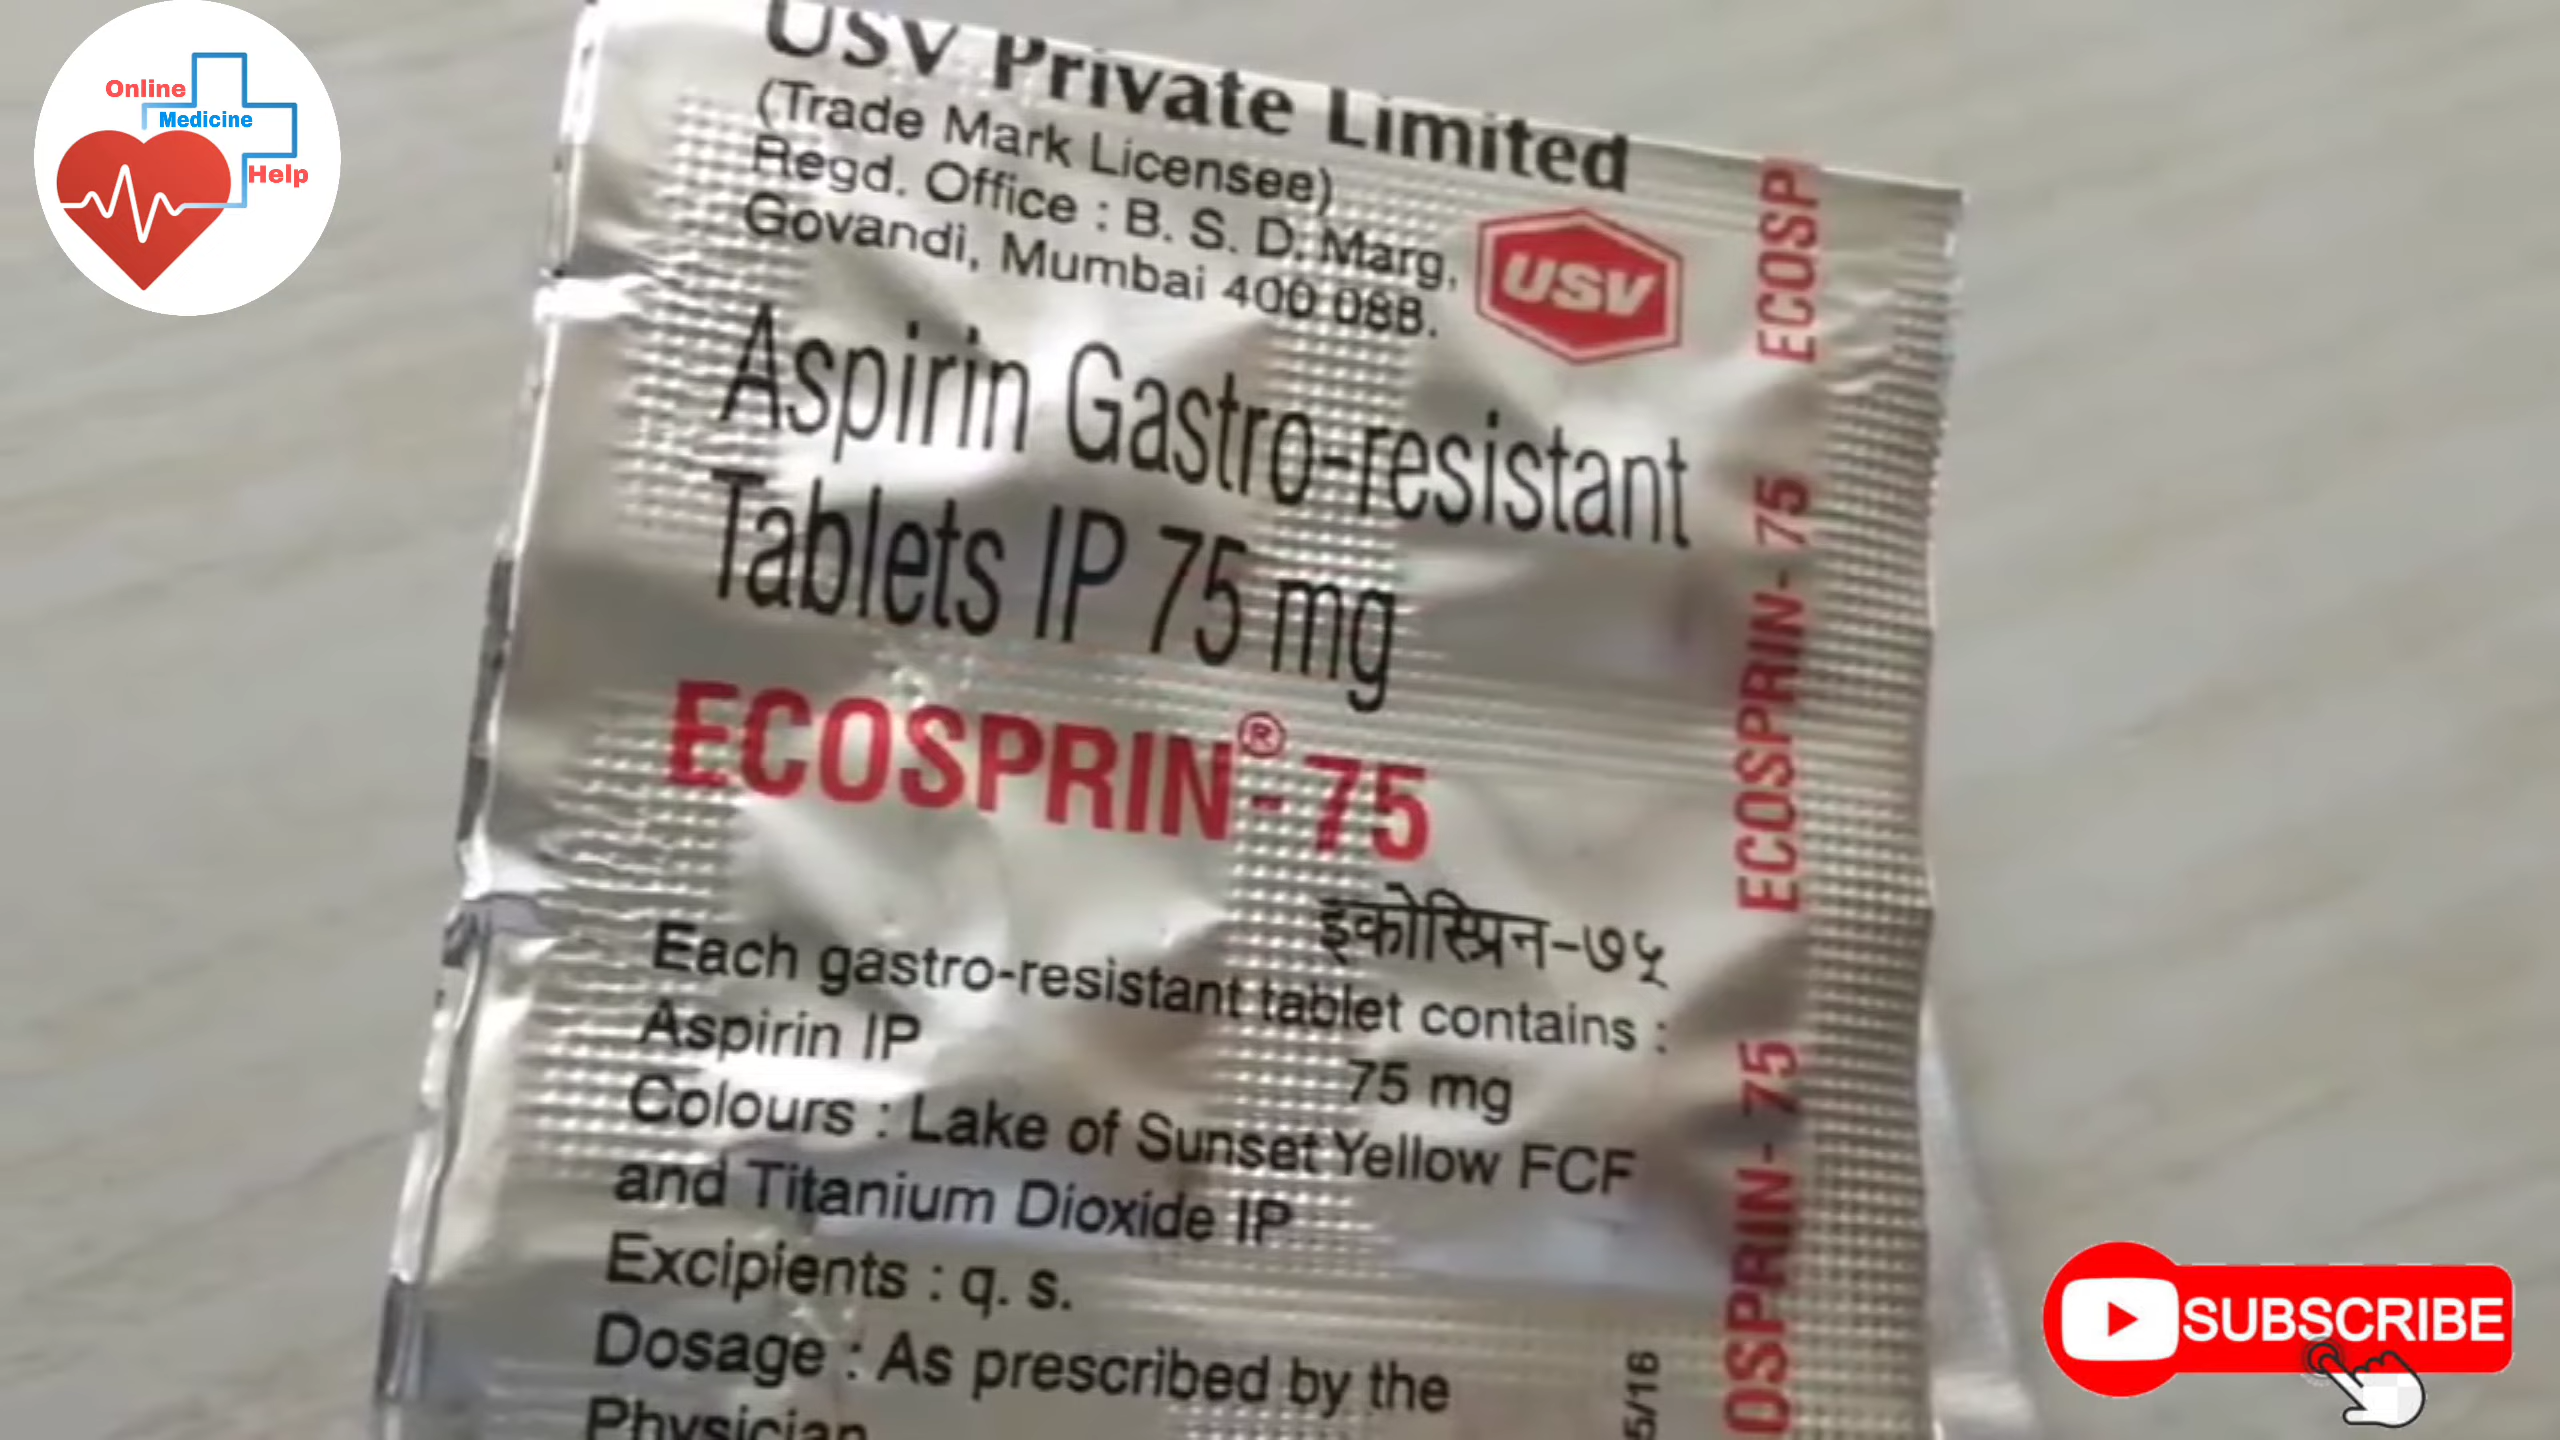 Online
Medicine
Help
USV Private Limited
(Trade Mark Licensee)
Regd. Office : B. S. D. Marg,
Govandi, Mumbai 400 088.
USV
Aspirin Gastro-resistant
Tablets IP 75 mg
ECOSPRIN®-75
इकोस्प्रिन-७५
Each gastro-resistant tablet contains :
Aspirin IP 75 mg
Colours : Lake of Sunset Yellow FCF
and Titanium Dioxide IP
Excipients : q. s.
Dosage : As prescribed by the
Physician
ECOSP
ECOSPRIN-75
OSPRIN-75
5/16
SUBSCRIBE